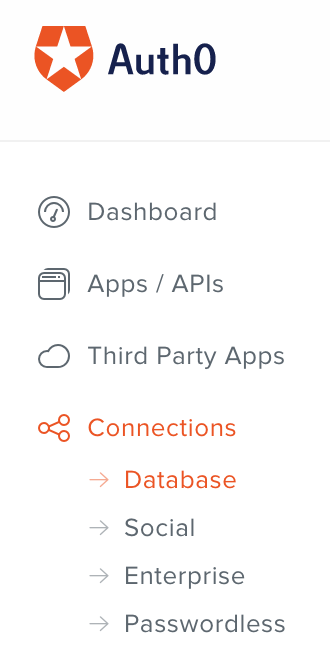 Auth0
Dashboard
Apps / APIs
Third Party Apps
Connections
Database
Social
Enterprise
Passwordless